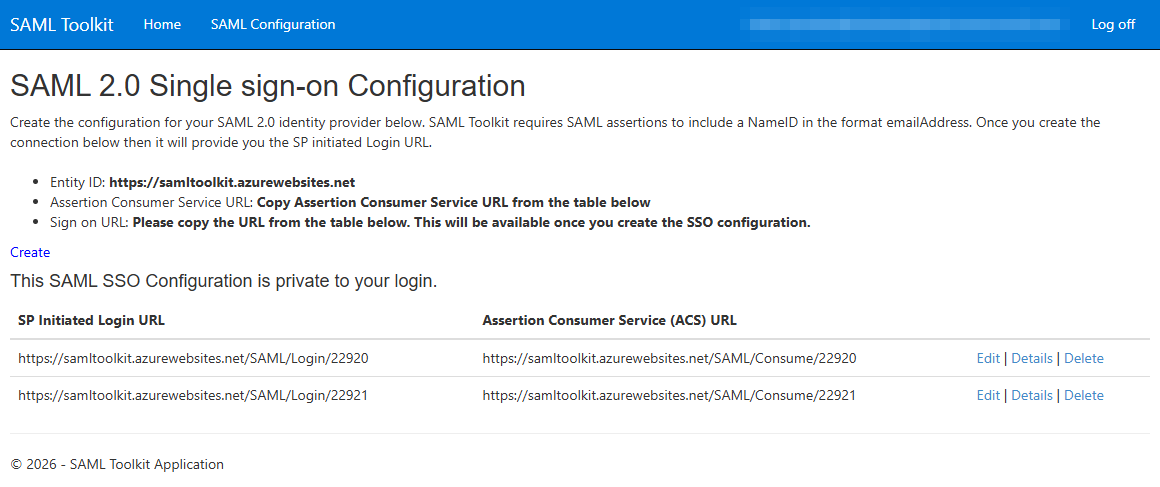 SAML Toolkit Home SAML Configuration Log off
SAML 2.0 Single sign-on Configuration
Create the configuration for your SAML 2.0 identity provider below. SAML Toolkit requires SAML assertions to include a NameID in the format emailAddress. Once you create the
connection below then it will provide you the SP initiated Login URL.
• Entity ID: https://samltoolkit.azurewebsites.net
• Assertion Consumer Service URL: Copy Assertion Consumer Service URL from the table below
• Sign on URL: Please copy the URL from the table below. This will be available once you create the SSO configuration.
Create
This SAML SSO Configuration is private to your login.
SP Initiated Login URL Assertion Consumer Service (ACS) URL
https://samltoolkit.azurewebsites.net/SAML/Login/22920 https://samltoolkit.azurewebsites.net/SAML/Consume/22920 Edit | Details | Delete
https://samltoolkit.azurewebsites.net/SAML/Login/22921 https://samltoolkit.azurewebsites.net/SAML/Consume/22921 Edit | Details | Delete
© 2026 - SAML Toolkit Application